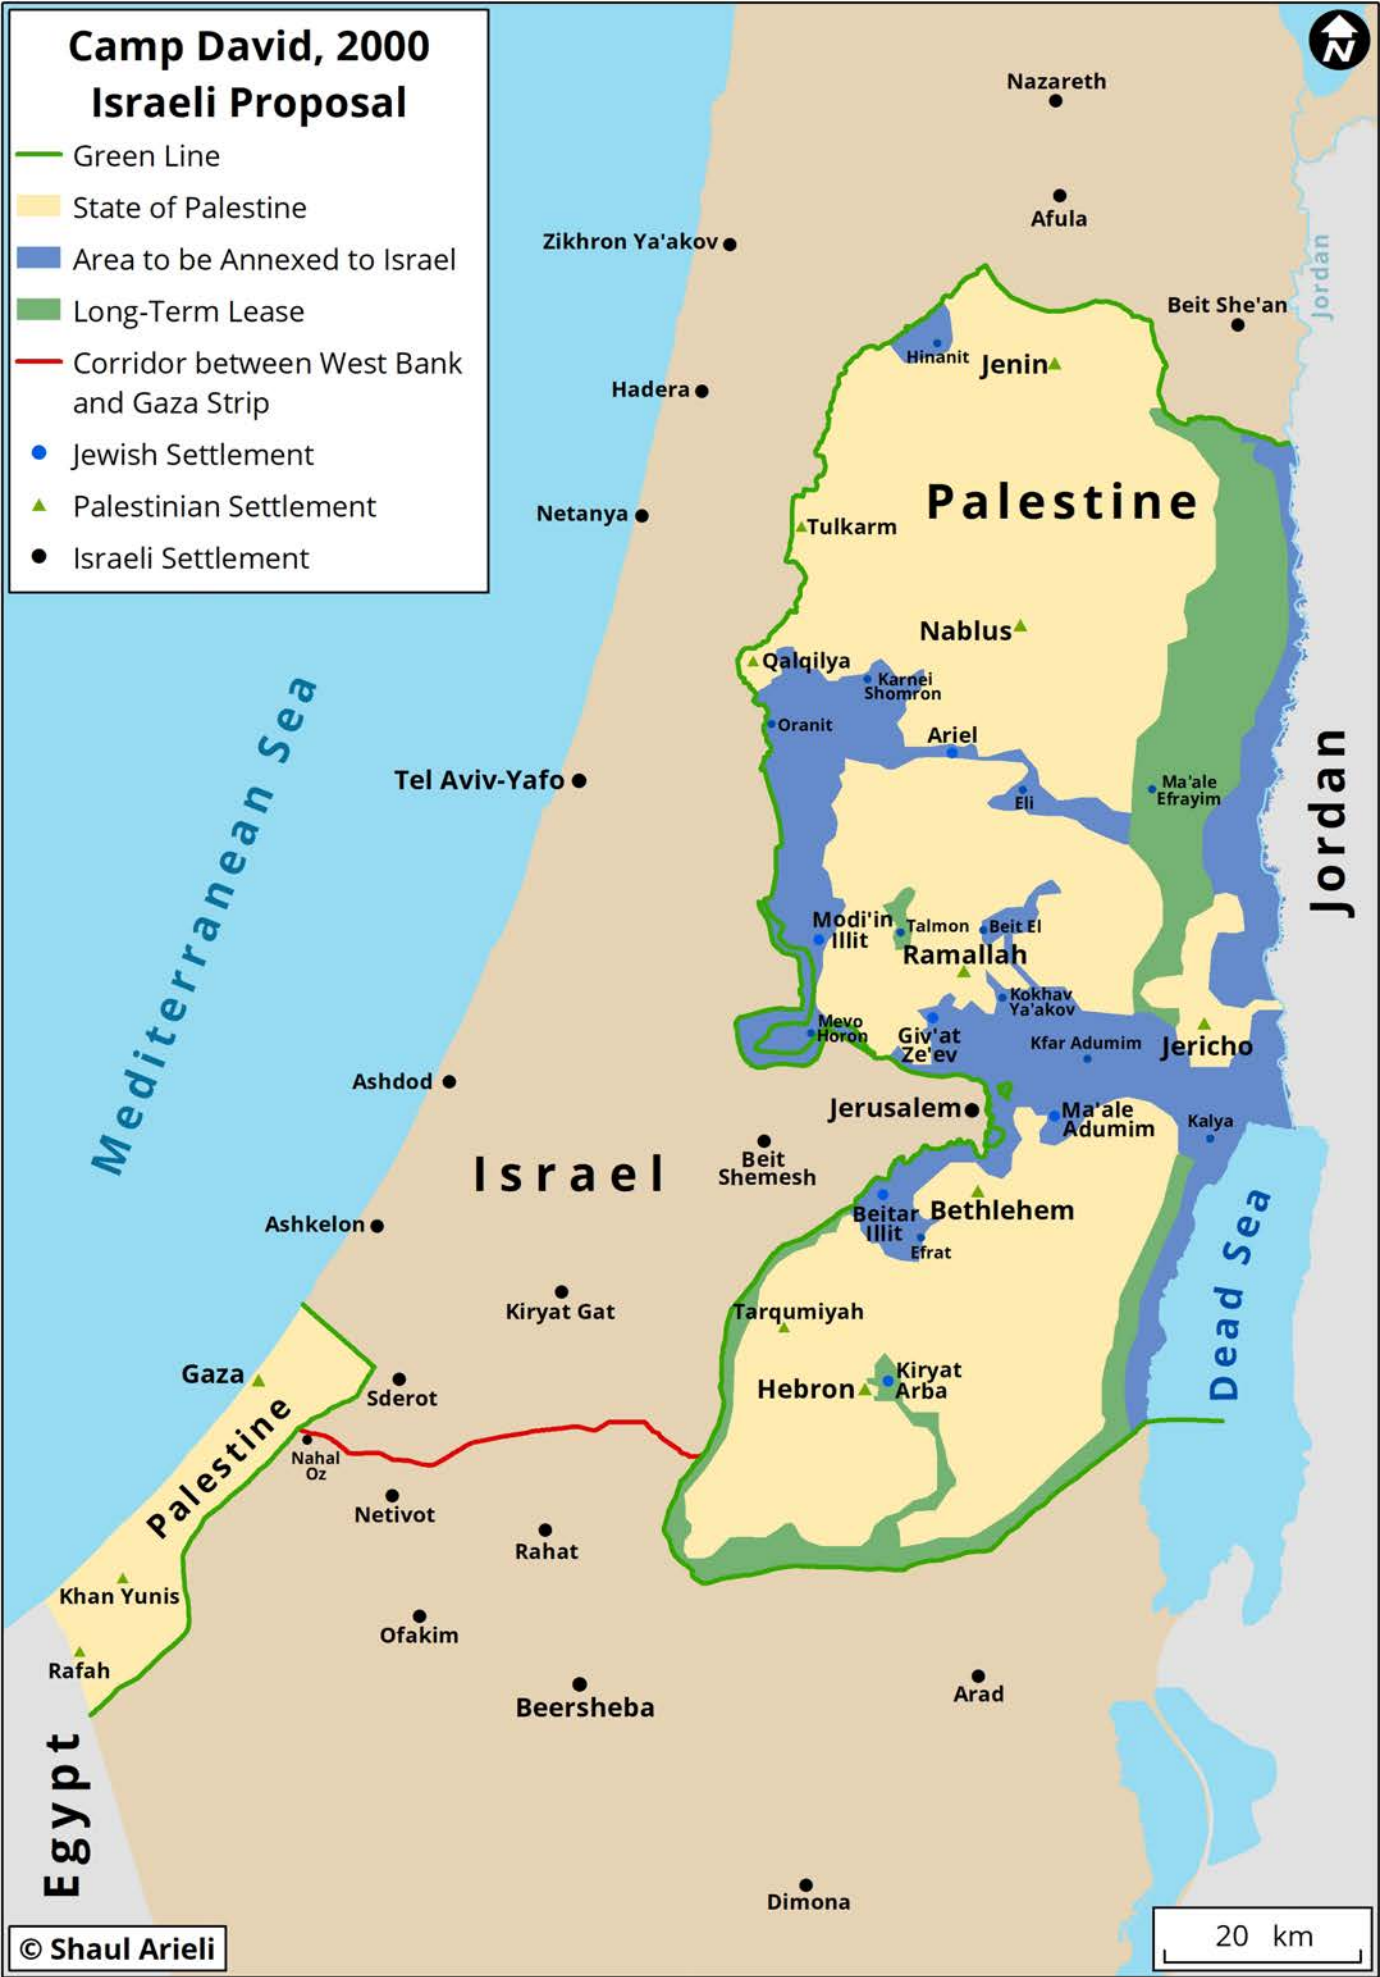 Camp David, 2000
Israeli Proposal
Green Line
State of Palestine
Area to be Annexed to Israel
Long-Term Lease
Corridor between West Bank
and Gaza Strip
Jewish Settlement
Palestinian Settlement
Israeli Settlement
N
Nazareth
Afula
Zikhron Ya'akov
Jordan
Beit She'an
Hinanit
Jenin
Hadera
Palestine
Netanya
Tulkarm
Nablus
Qalqilya
Karnei
Shomron
Oranit
Ariel
Mediterranean Sea
Tel Aviv-Yafo
Eli
Ma'ale
Efrayim
Jordan
Modi'in
Illit
Talmon
Beit El
Ramallah
Kokhav
Ya'akov
Mevo
Horon
Giv'at
Ze'ev
Kfar Adumim
Jericho
Ashdod
Jerusalem
Ma'ale
Adumim
Kalya
Beit
Shemesh
Israel
Ashkelon
Beitar
Illit
Bethlehem
Efrat
Dead Sea
Kiryat Gat
Tarqumiyah
Gaza
Sderot
Hebron
Kiryat
Arba
Palestine
Nahal
Oz
Netivot
Rahat
Khan Yunis
Ofakim
Rafah
Beersheba
Arad
Egypt
Dimona
© Shaul Arieli
20 km